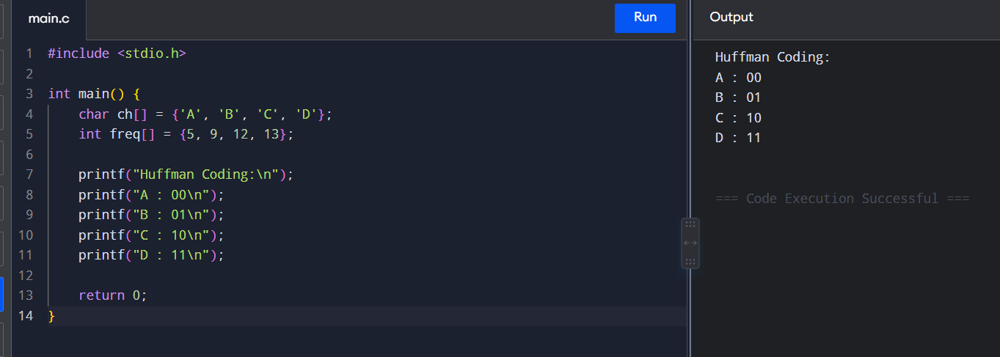 main.c
Run
Output
1 #include <stdio.h>
2
3 int main() {
4     char ch[] = {'A', 'B', 'C', 'D'};
5     int freq[] = {5, 9, 12, 13};
6
7     printf("Huffman Coding:\n");
8     printf("A : 00\n");
9     printf("B : 01\n");
10     printf("C : 10\n");
11     printf("D : 11\n");
12
13     return 0;
14 }
Huffman Coding:
A : 00
B : 01
C : 10
D : 11
=== Code Execution Successful ===